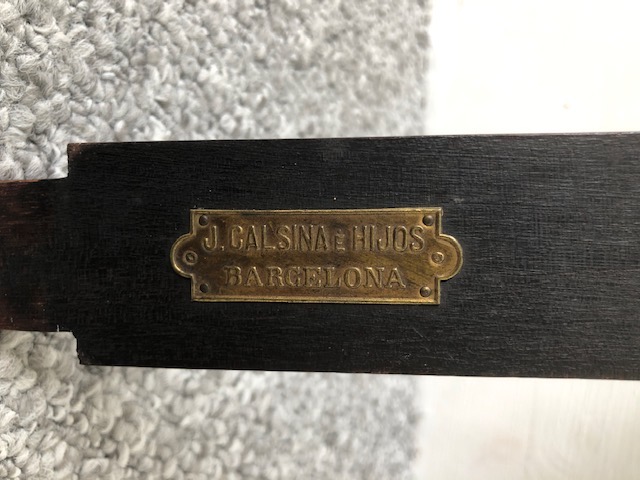 J. CALSINA É HIJOS
BARCELONA